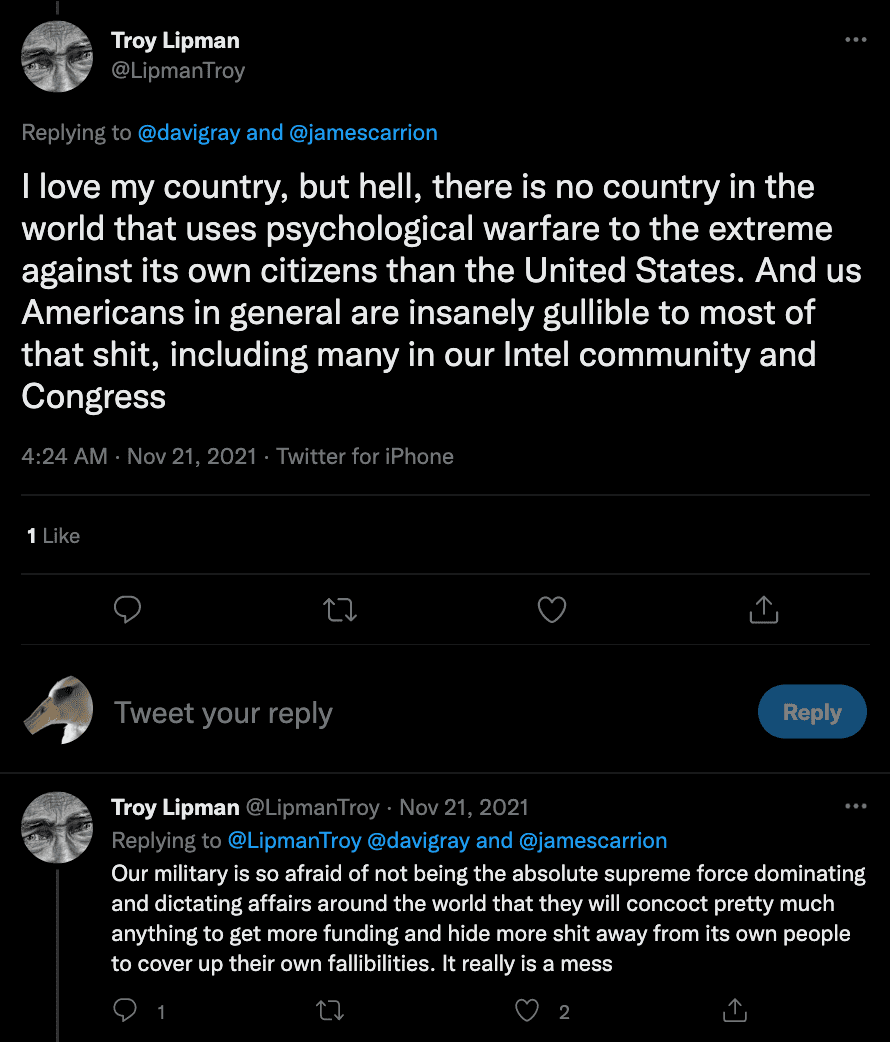 Troy Lipman
@LipmanTroy
Replying to @davigray and @jamescarrion
I love my country, but hell, there is no country in the
world that uses psychological warfare to the extreme
against its own citizens than the United States. And us
Americans in general are insanely gullible to most of
that shit, including many in our Intel community and
Congress
4:24 AM · Nov 21, 2021 · Twitter for iPhone
1 Like
Tweet your reply
Reply
Troy Lipman @LipmanTroy · Nov 21, 2021
Replying to @LipmanTroy @davigray and @jamescarrion
Our military is so afraid of not being the absolute supreme force dominating
and dictating affairs around the world that they will concoct pretty much
anything to get more funding and hide more shit away from its own people
to cover up their own fallibilities. It really is a mess
1 2